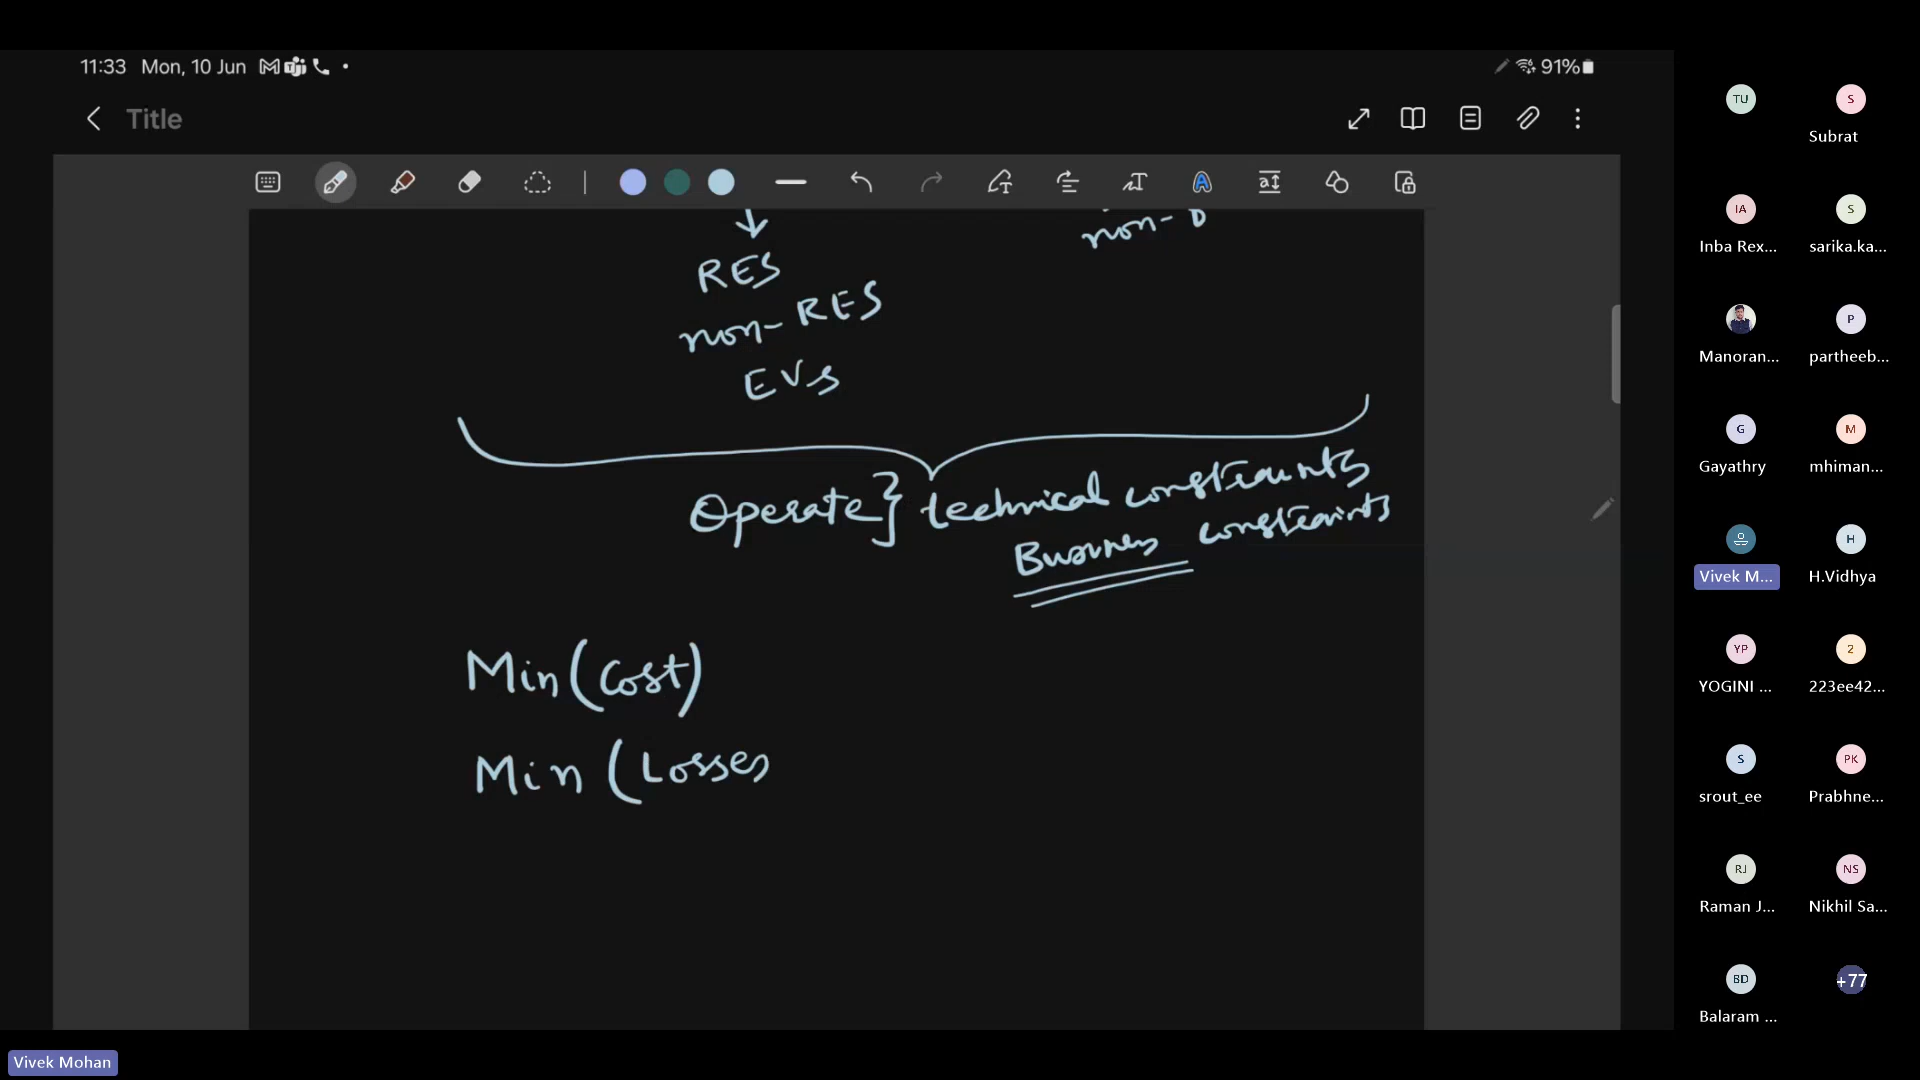 11:33 Mon, 10 Jun
91%
Title
non-
RES
non-RES
EVs
Operate} technical constraints
Business constraints
Min(Cost)
Min (Losses
TU
S
Subrat
IA
Inba Rex...
S
sarika.ka...
Manoran...
P
partheeb...
G
Gayathry
M
mhiman...
Vivek M...
H
H.Vidhya
YP
YOGINI ...
2
223ee42...
S
srout_ee
PK
Prabhne...
RJ
Raman J...
NS
Nikhil Sa...
BD
Balaram ...
+77
Vivek Mohan